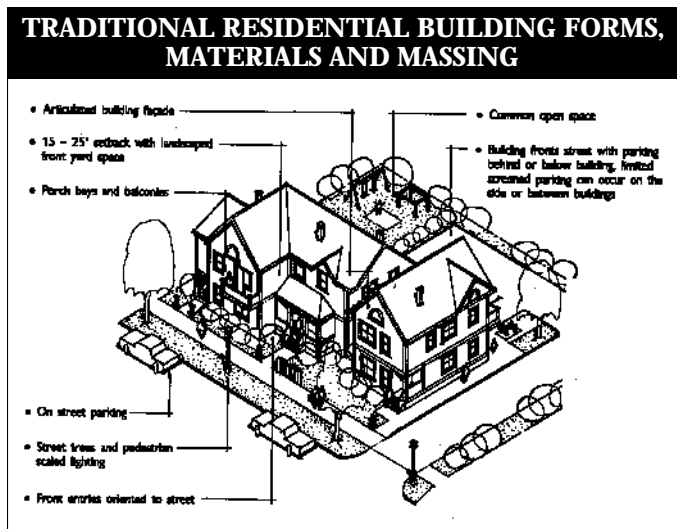 TRADITIONAL RESIDENTIAL BUILDING FORMS,
MATERIALS AND MASSING
• Articulated building façade
• 15 – 25' setback with landscaped
front yard space
• Porch bays and balconies
• Common open space
• Building fronts street with parking
behind or below building, limited
screened parking can occur on the
side or between buildings
• On street parking
• Street trees and pedestrian
scaled lighting
• Front entries oriented to street